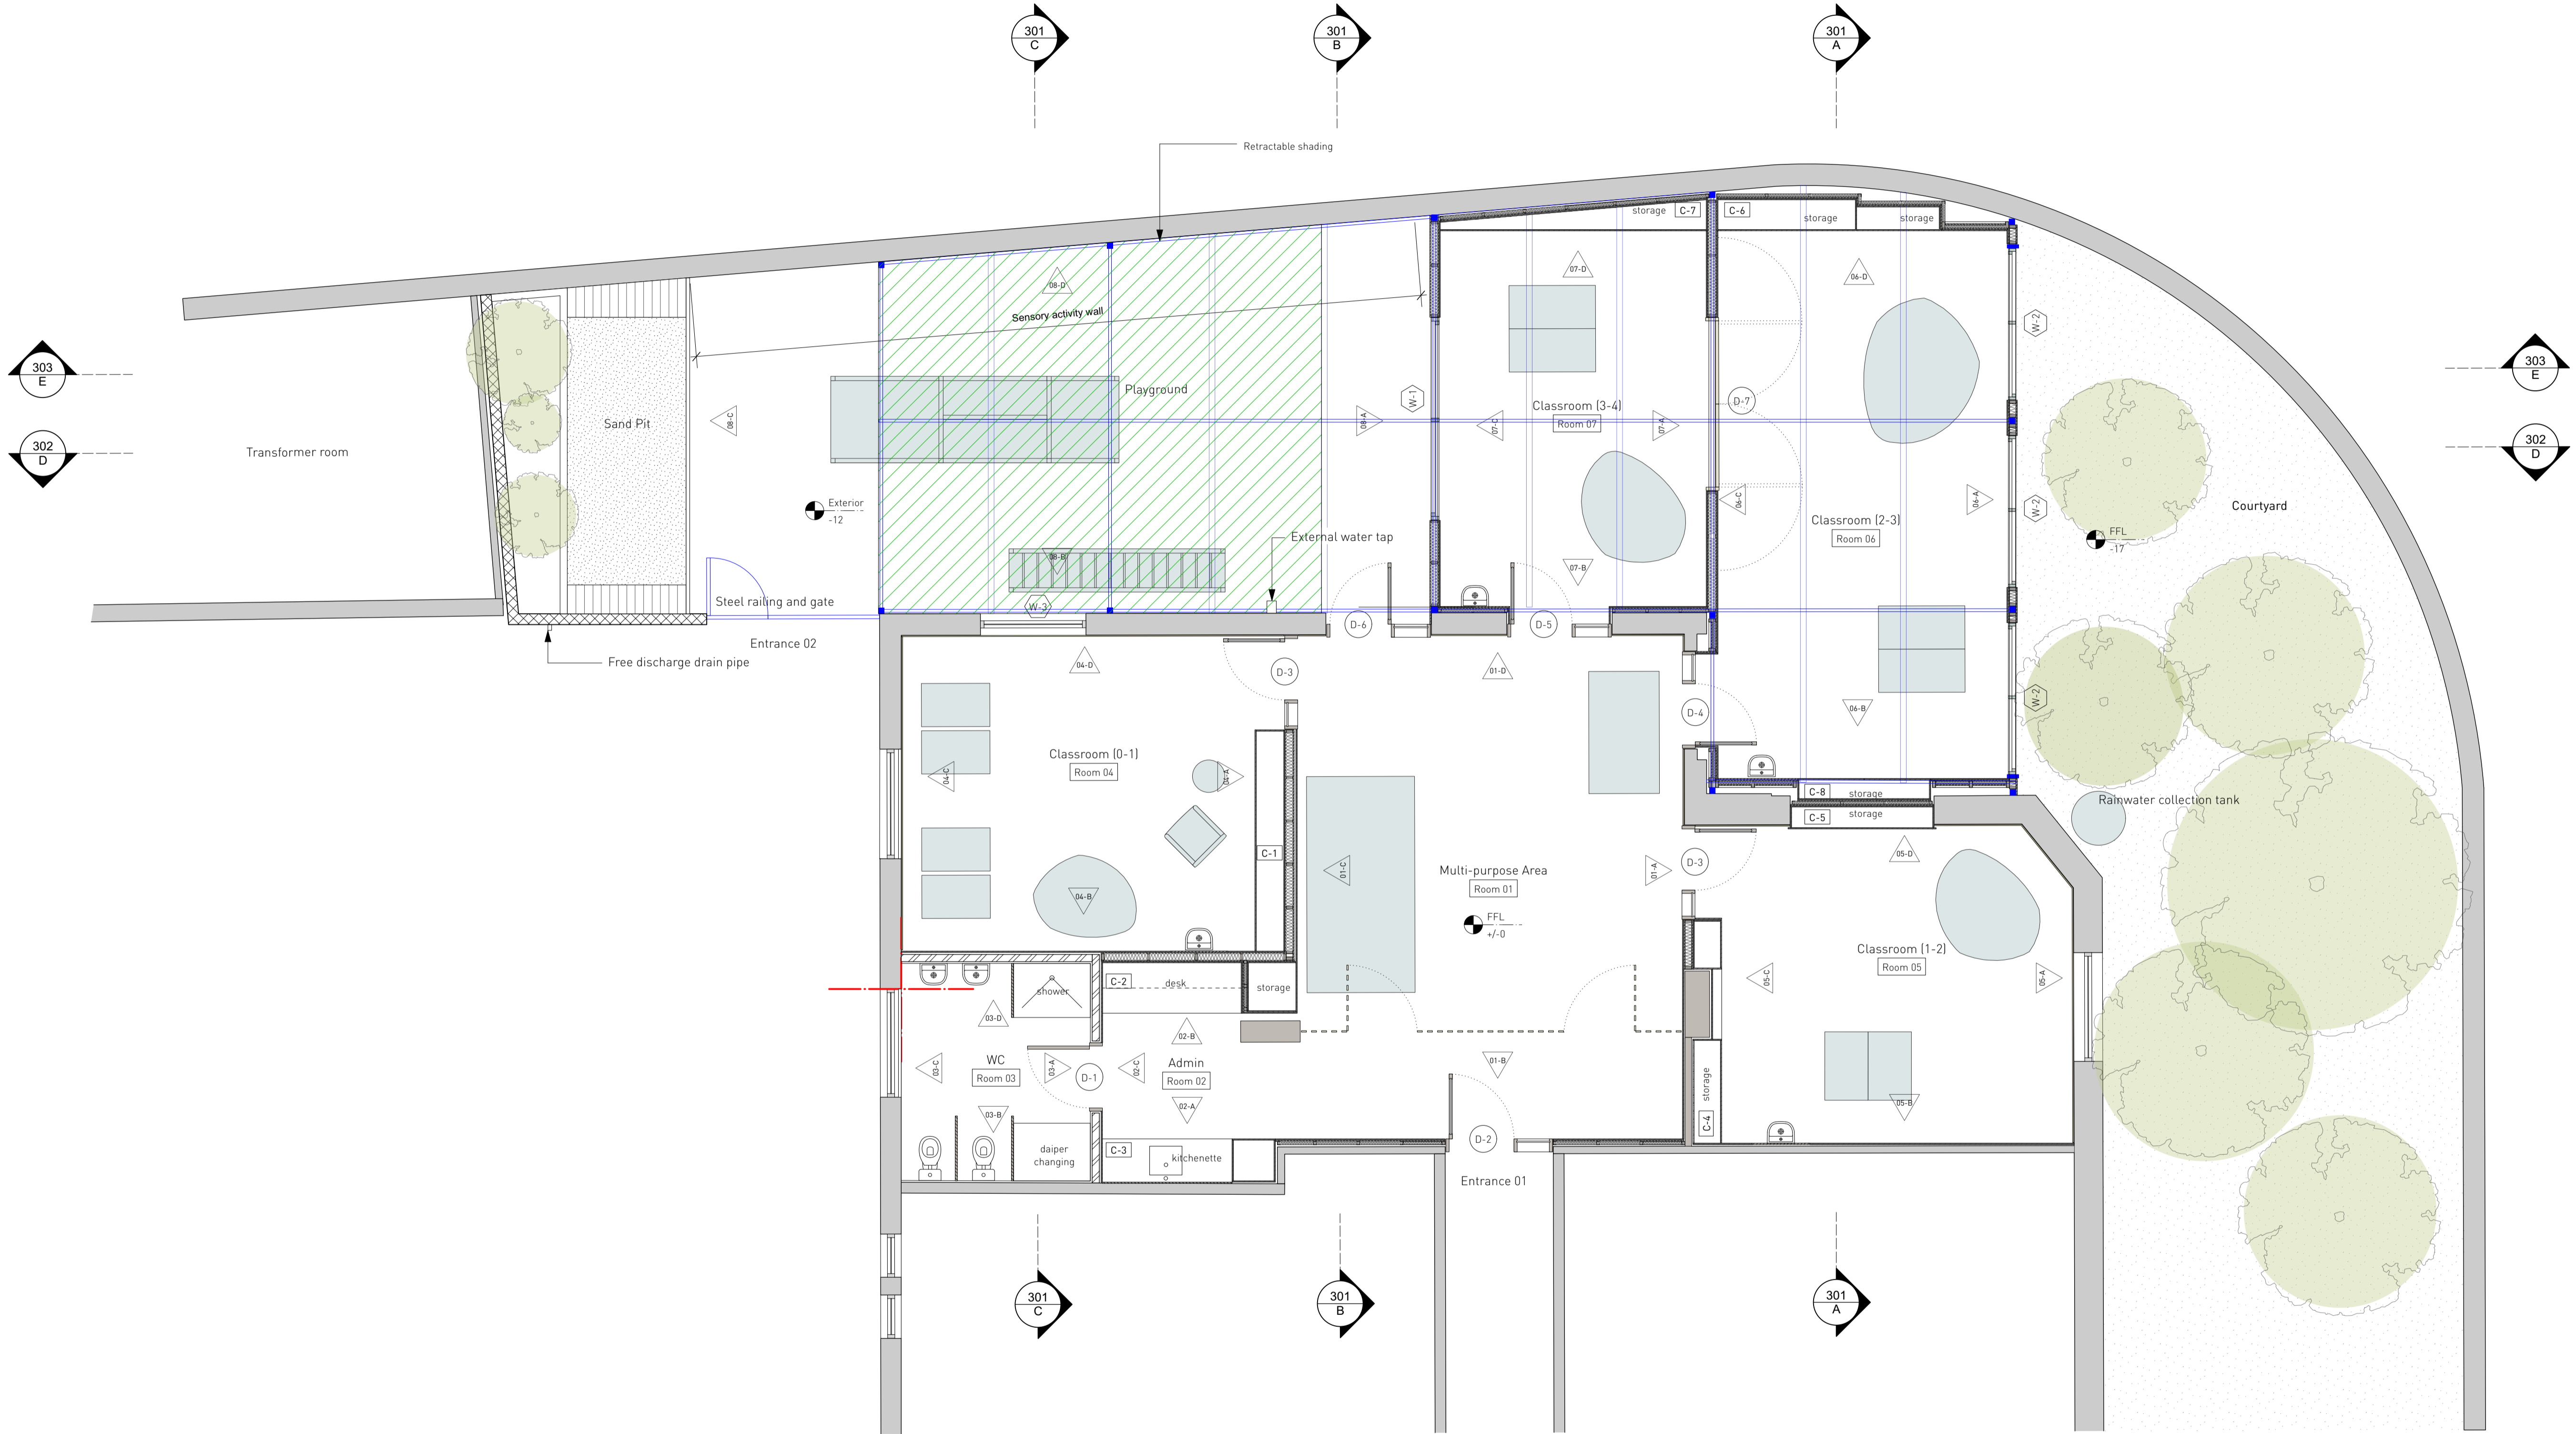 301
C
301
B
301
A
Retractable shading
storage
C-7
C-6
storage
storage
08-D
07-D
06-D
Sensory activity wall
W-2
303
E
303
E
Playground
W-1
D-7
Classroom (3-4)
Room 07
Sand Pit
08-C
08-A
07-C
07-A
302
D
Transformer room
302
D
Exterior
-12
06-C
06-A
W-2
Courtyard
Classroom (2-3)
Room 06
External water tap
FFL
-17
08-B
07-B
Steel railing and gate
W-3
D-6
D-5
Entrance 02
Free discharge drain pipe
04-D
D-3
01-D
W-2
D-4
06-B
Classroom (0-1)
Room 04
04-C
04-A
C-8
storage
Rainwater collection tank
C-5
storage
C-1
05-D
D-3
01-C
Multi-purpose Area
Room 01
01-A
04-B
FFL
+/-0
Classroom (1-2)
Room 05
C-2
desk
storage
shower
05-C
05-A
03-D
02-B
WC
Room 03
03-C
03-A
D-1
02-C
Admin
Room 02
01-B
storage
03-B
02-A
05-B
C-4
D-2
daiper
changing
C-3
kitchenette
Entrance 01
301
C
301
B
301
A